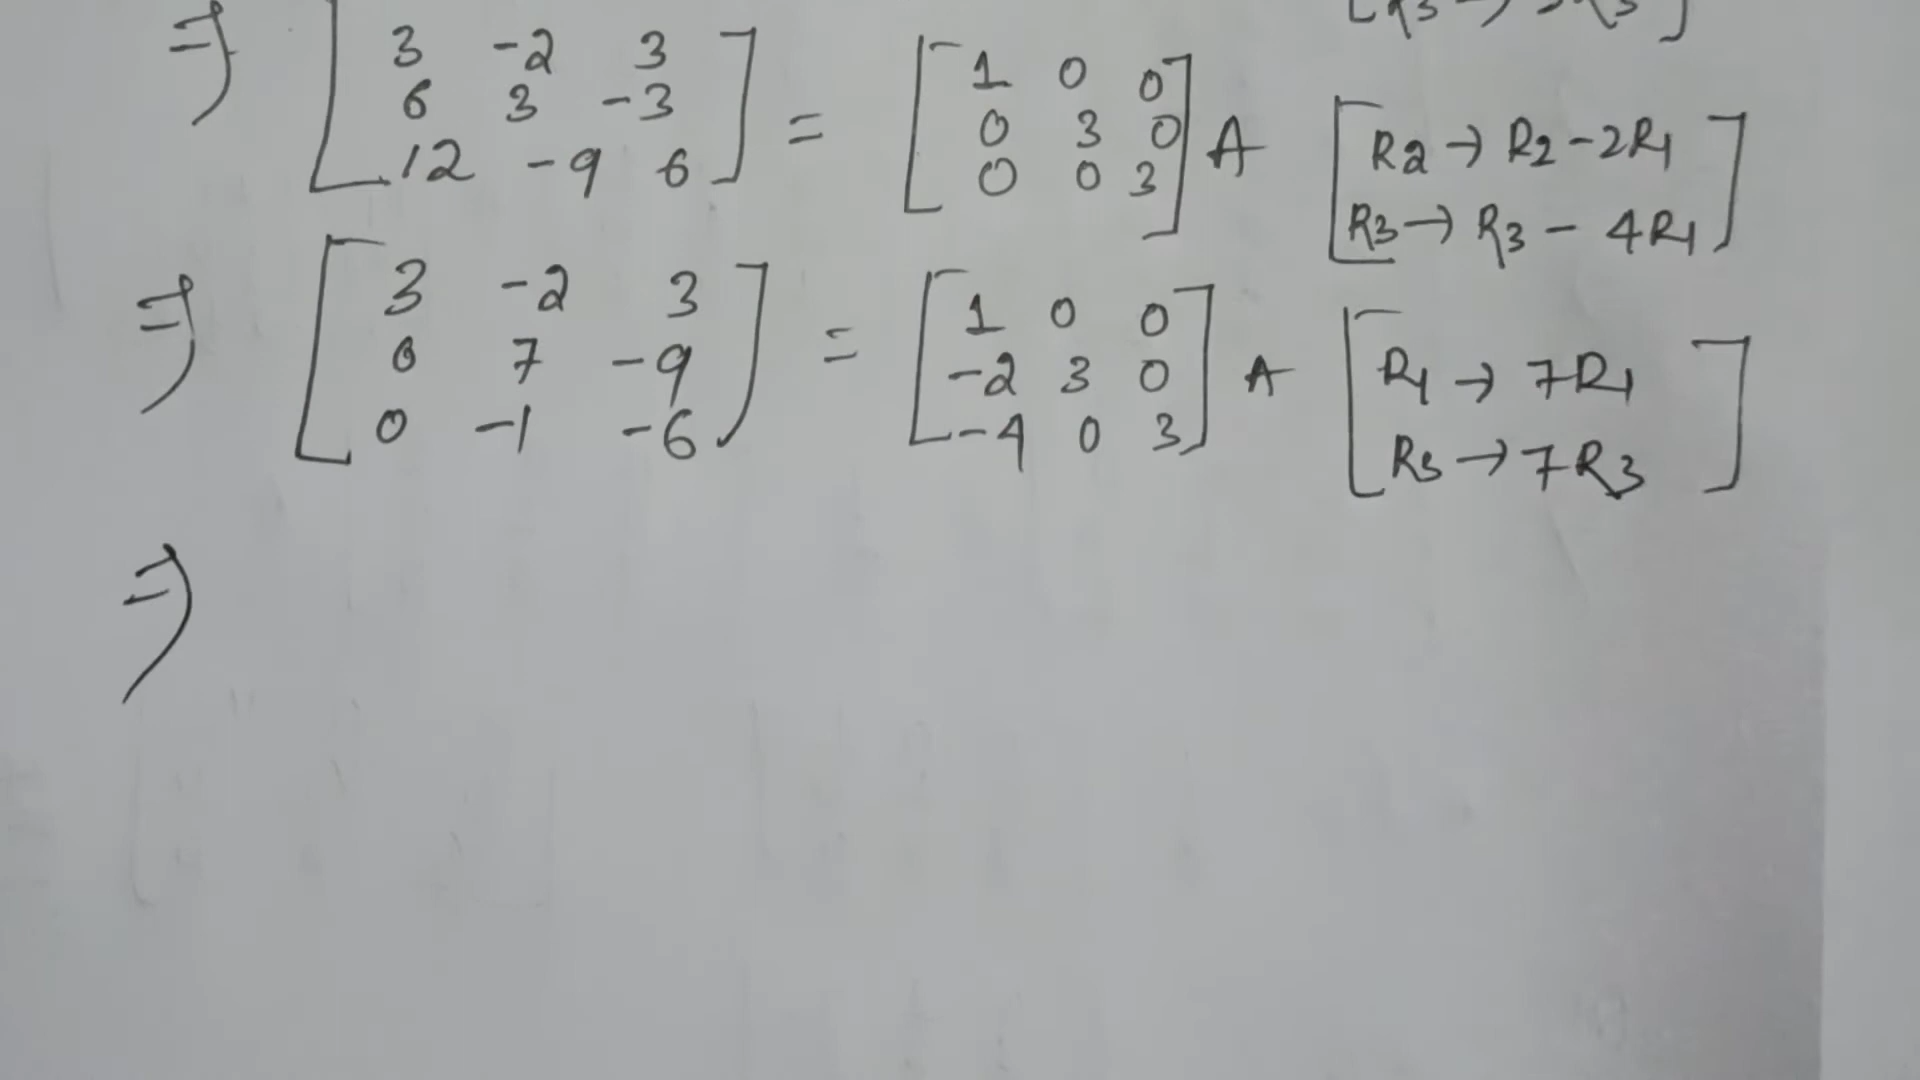 [R3 → 3R3]
⇒ [ 3 -2 3 ] = [ 1 0 0 ] A [ R2 → R2 - 2R1 ]
6 3 -3 0 3 0 R3 → R3 - 4R1
12 -9 6 0 0 3
⇒ [ 3 -2 3 ] = [ 1 0 0 ] A [ R1 → 7R1 ]
0 7 -9 -2 3 0 R3 → 7R3
0 -1 -6 -4 0 3
⇒